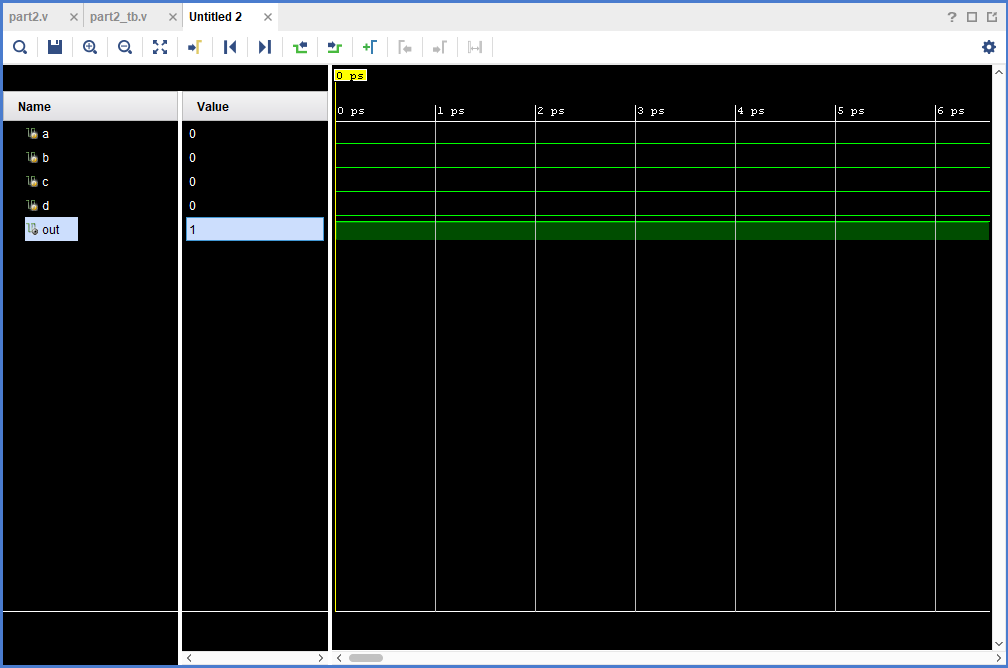 part2.v × part2_tb.v × Untitled 2 × ?
0 ps
Name Value
0 ps 1 ps 2 ps 3 ps 4 ps 5 ps 6 ps
a 0
b 0
c 0
d 0
out 1